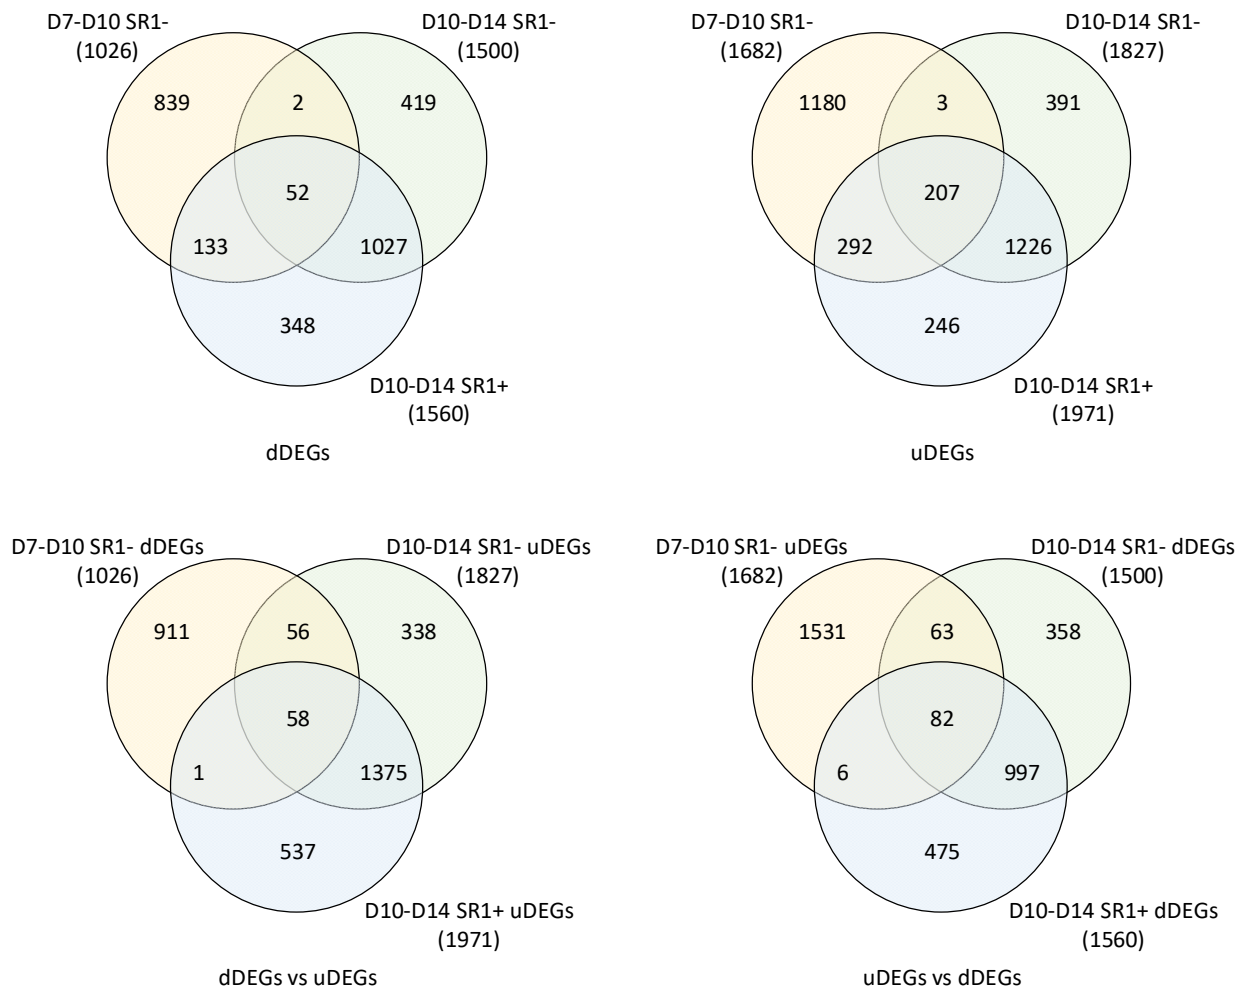 D7-D10 SR1-
(1026)
D10-D14 SR1-
(1500)
839
2
419
52
133
1027
348
D10-D14 SR1+
(1560)
dDEGs
D7-D10 SR1-
(1682)
D10-D14 SR1-
(1827)
1180
3
391
207
292
1226
246
D10-D14 SR1+
(1971)
uDEGs
D7-D10 SR1- dDEGs
(1026)
D10-D14 SR1- uDEGs
(1827)
911
56
338
58
1
1375
537
D10-D14 SR1+ uDEGs
(1971)
dDEGs vs uDEGs
D7-D10 SR1- uDEGs
(1682)
D10-D14 SR1- dDEGs
(1500)
1531
63
358
82
6
997
475
D10-D14 SR1+ dDEGs
(1560)
uDEGs vs dDEGs